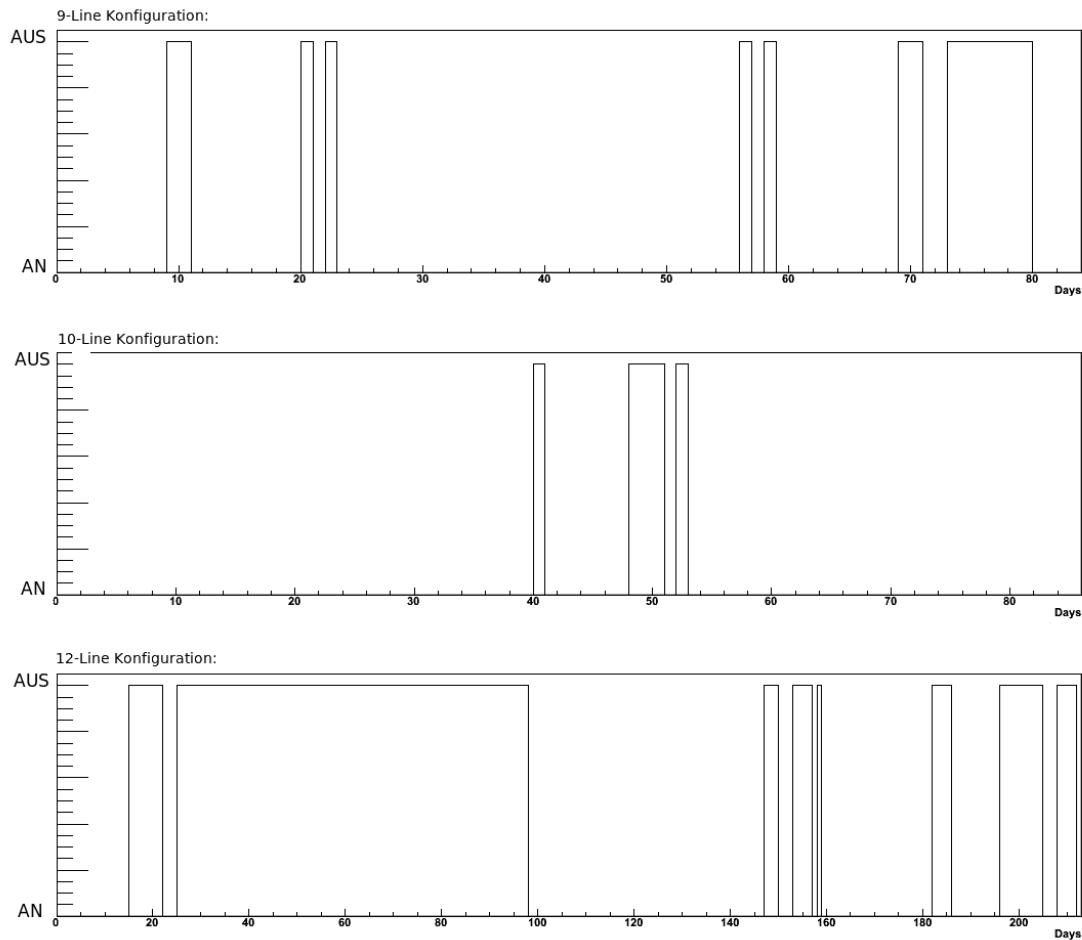 9-Line Konfiguration:
AUS
AN
0 10 20 30 40 50 60 70 80
Days
10-Line Konfiguration:
AUS
AN
0 10 20 30 40 50 60 70 80
Days
12-Line Konfiguration:
AUS
AN
0 20 40 60 80 100 120 140 160 180 200
Days